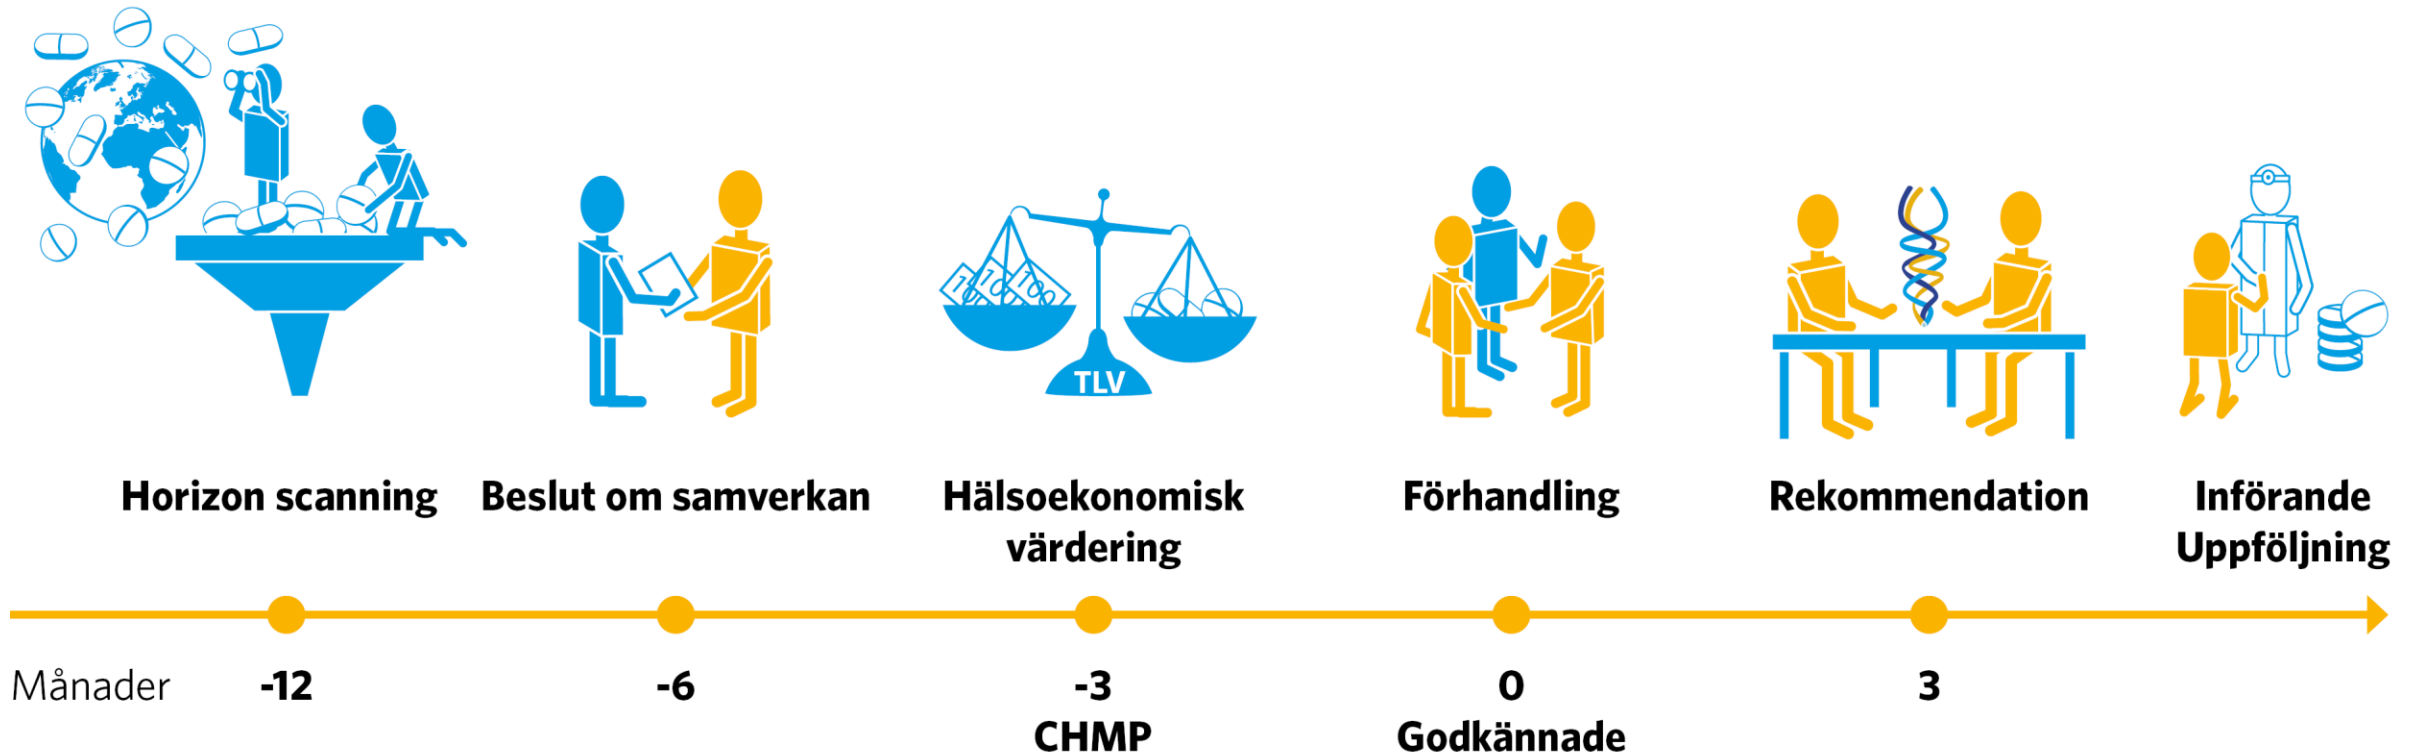 TLV
Horizon scanning
Beslut om samverkan
Hälsoekonomisk
värdering
Förhandling
Rekommendation
Införande
Uppföljning
Månader
-12
-6
-3
CHMP
0
Godkännade
3